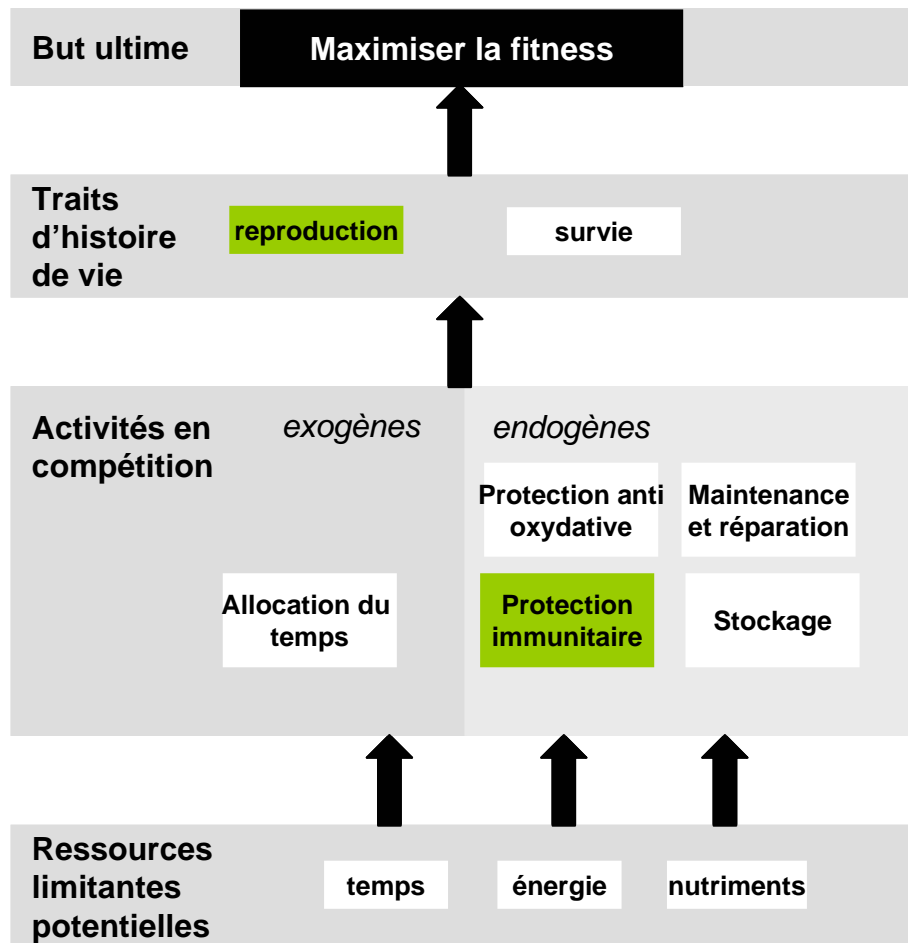 But ultime
Maximiser la fitness
Traits
d'histoire
de vie
reproduction
survie
Activités en
compétition
exogènes
endogènes
Protection anti
oxydative
Maintenance
et réparation
Allocation du
temps
Protection
immunitaire
Stockage
Ressources
limitantes
potentielles
temps
énergie
nutriments